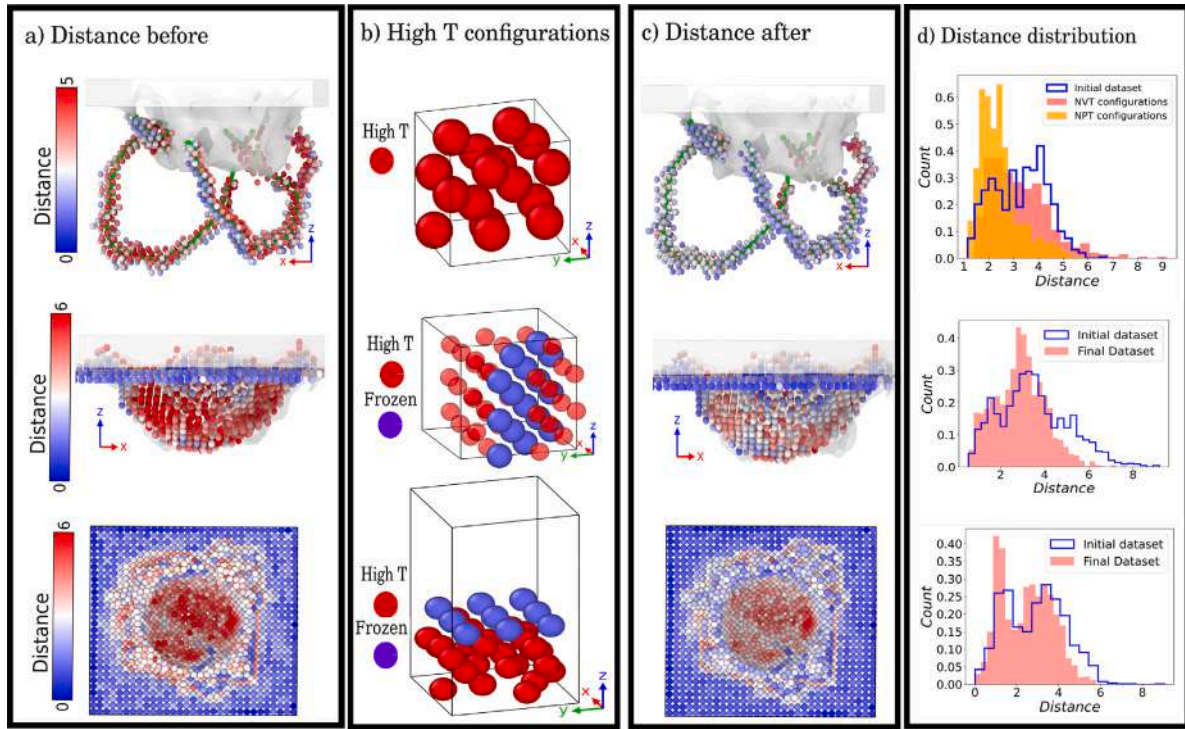 a) Distance before
b) High T configurations
c) Distance after
d) Distance distribution
Distance
0
5
z
x
High T
z
x
y
z
x
Count
0.6
0.5
0.4
0.3
0.2
0.1
0.0
Initial dataset
NVT configurations
NPT configurations
1 2 3 4 5 6 7 8 9
Distance
Distance
0
6
z
x
High T
Frozen
z
x
y
z
x
Count
0.4
0.3
0.2
0.1
0.0
Initial dataset
Final Dataset
2 4 6 8
Distance
Distance
0
6
High T
Frozen
z
x
y
Count
0.40
0.35
0.30
0.25
0.20
0.15
0.10
0.05
0.00
Initial dataset
Final Dataset
0 2 4 6 8
Distance